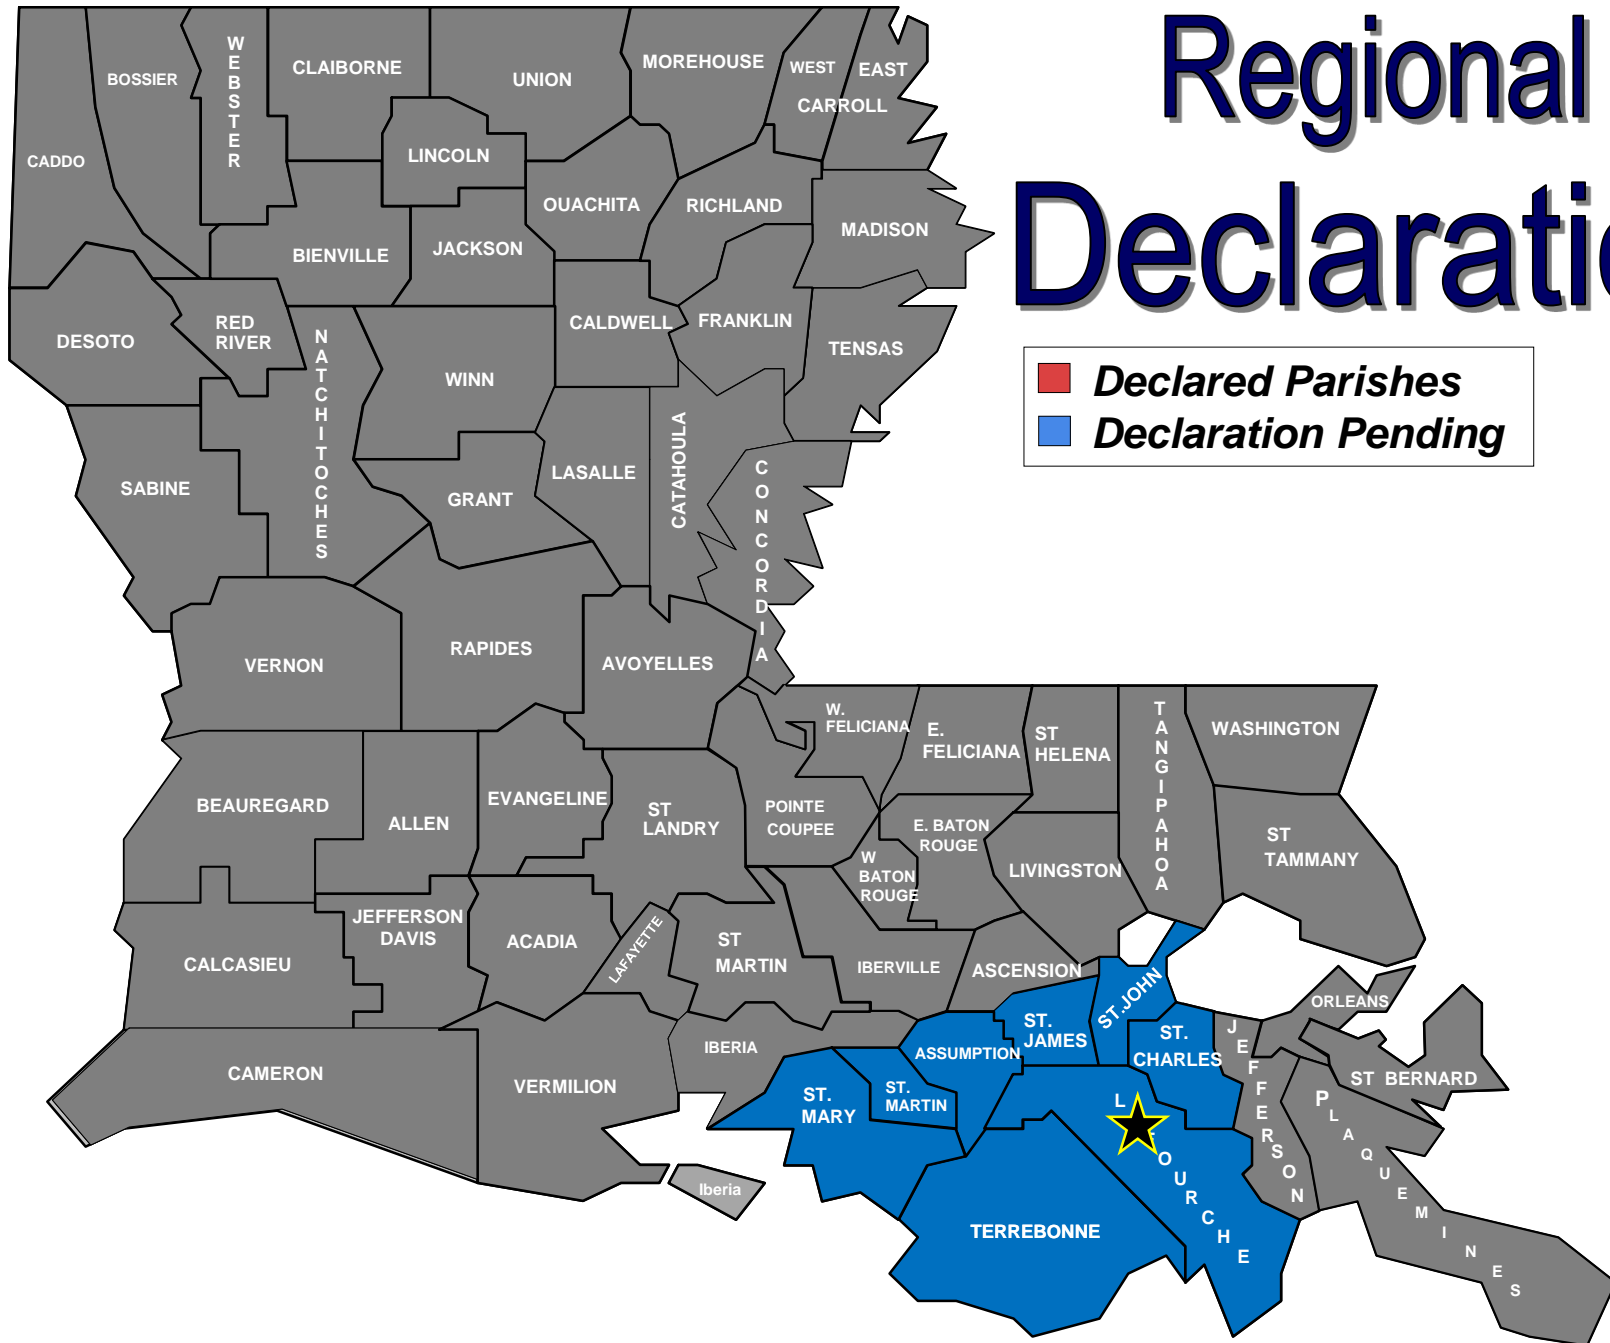 Regional
Declaratio
Declared Parishes
Declaration Pending
WEBSTER
CLAIBORNE
BOSSIER
UNION
MOREHOUSE
WEST
EAST
CARROLL
CADDO
LINCOLN
OUACHITA
RICHLAND
MADISON
BIENVILLE
JACKSON
DESOTO
RED
RIVER
NATCHITOCHES
CALDWELL
FRANKLIN
TENSAS
WINN
SABINE
GRANT
LASALLE
CATAHOULA
CONCORDIA
VERNON
RAPIDES
AVOYELLES
W.
FELICIANA
E.
FELICIANA
ST
HELENA
TANGIPAHOA
WASHINGTON
BEAUREGARD
ALLEN
EVANGELINE
ST
LANDRY
POINTE
COUPEE
E. BATON
ROUGE
W
BATON
ROUGE
LIVINGSTON
ST
TAMMANY
JEFFERSON
DAVIS
ACADIA
LAFAYETTE
ST
MARTIN
IBERVILLE
ASCENSION
CALCASIEU
ST.JOHN
ORLEANS
ST.
JAMES
ST.
CHARLES
JEFFERSON
IBERIA
ASSUMPTION
CAMERON
VERMILION
ST.
MARY
ST.
MARTIN
ST BERNARD
PLAQUEMINES
L
FOURCHE
Iberia
TERREBONNE